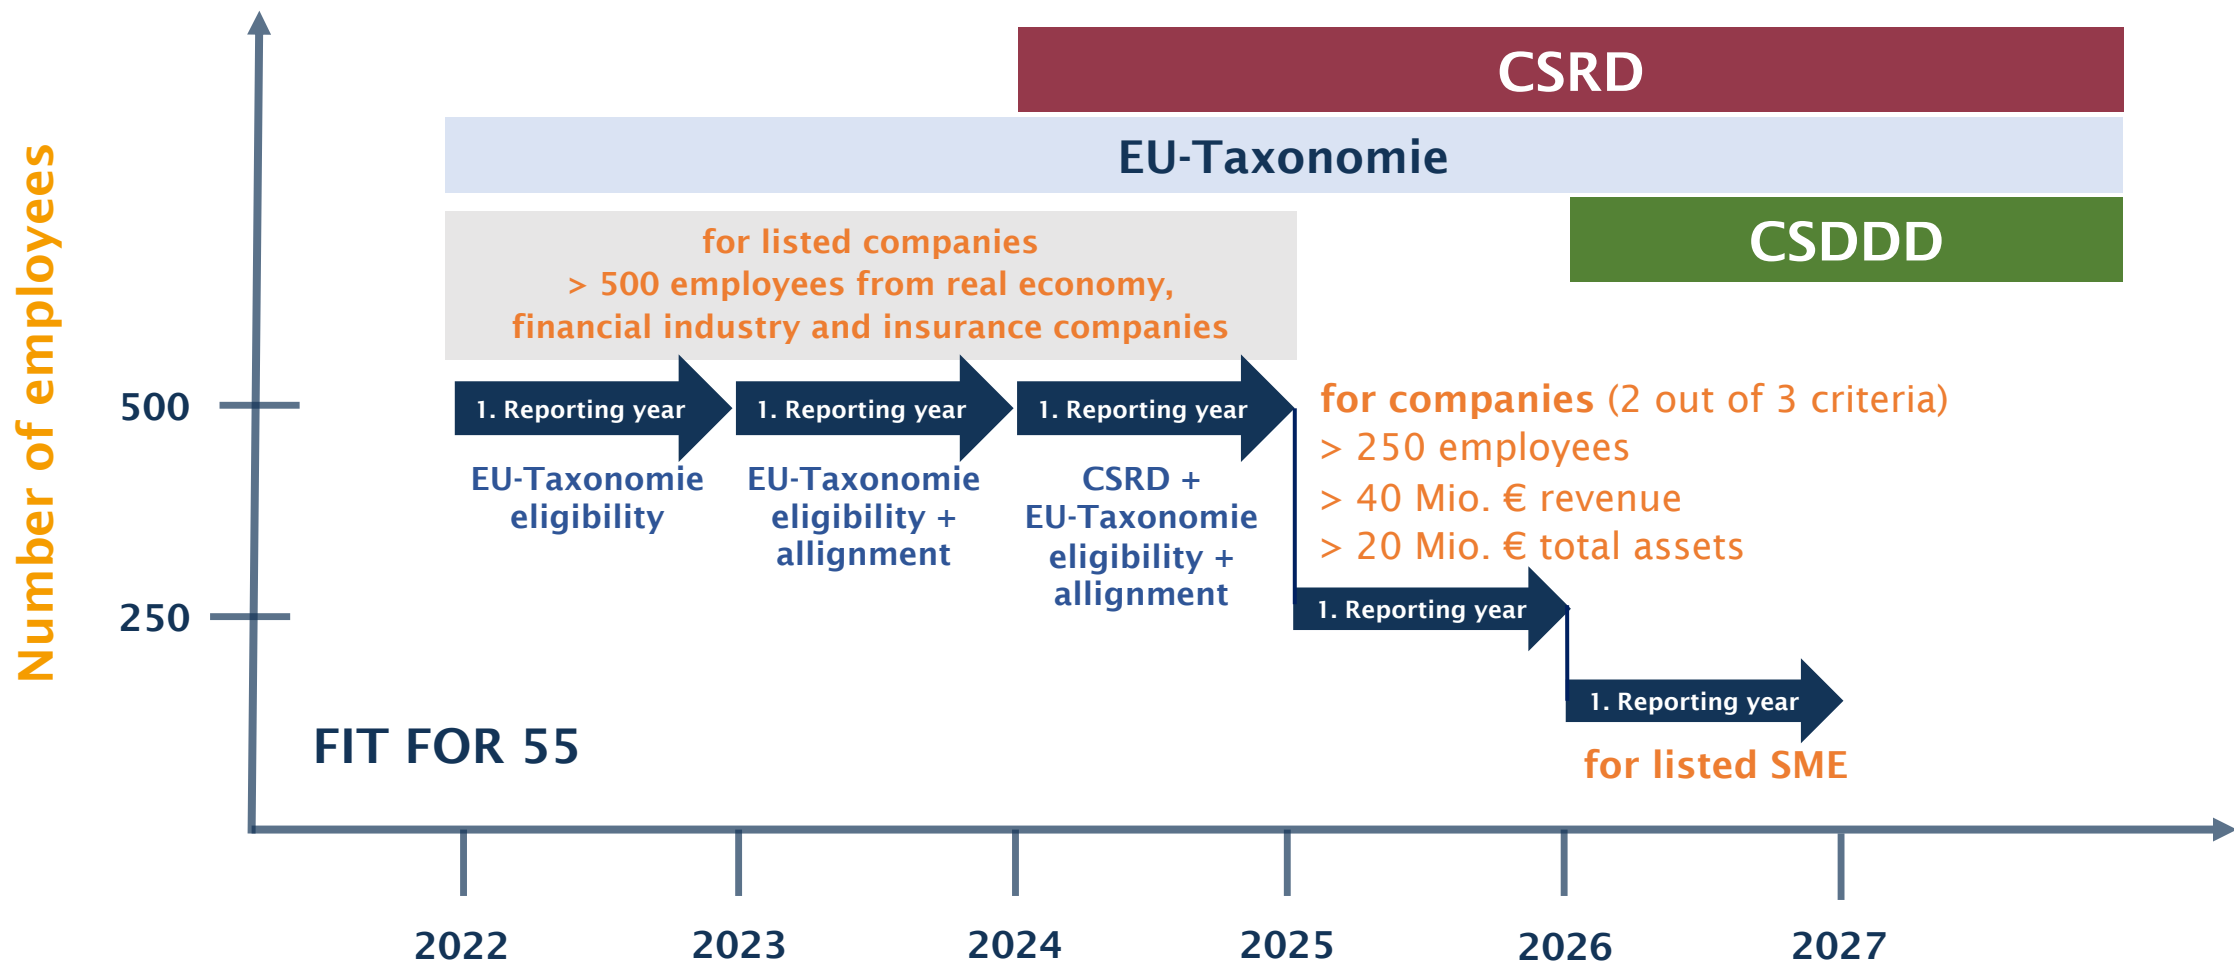 Number of employees
CSRD
EU-Taxonomie
CSDDD
for listed companies
> 500 employees from real economy,
financial industry and insurance companies
500
1. Reporting year
1. Reporting year
1. Reporting year
EU-Taxonomie
eligibility
EU-Taxonomie
eligibility +
allignment
CSRD +
EU-Taxonomie
eligibility +
allignment
for companies (2 out of 3 criteria)
> 250 employees
> 40 Mio. € revenue
> 20 Mio. € total assets
250
1. Reporting year
1. Reporting year
for listed SME
FIT FOR 55
2022
2023
2024
2025
2026
2027